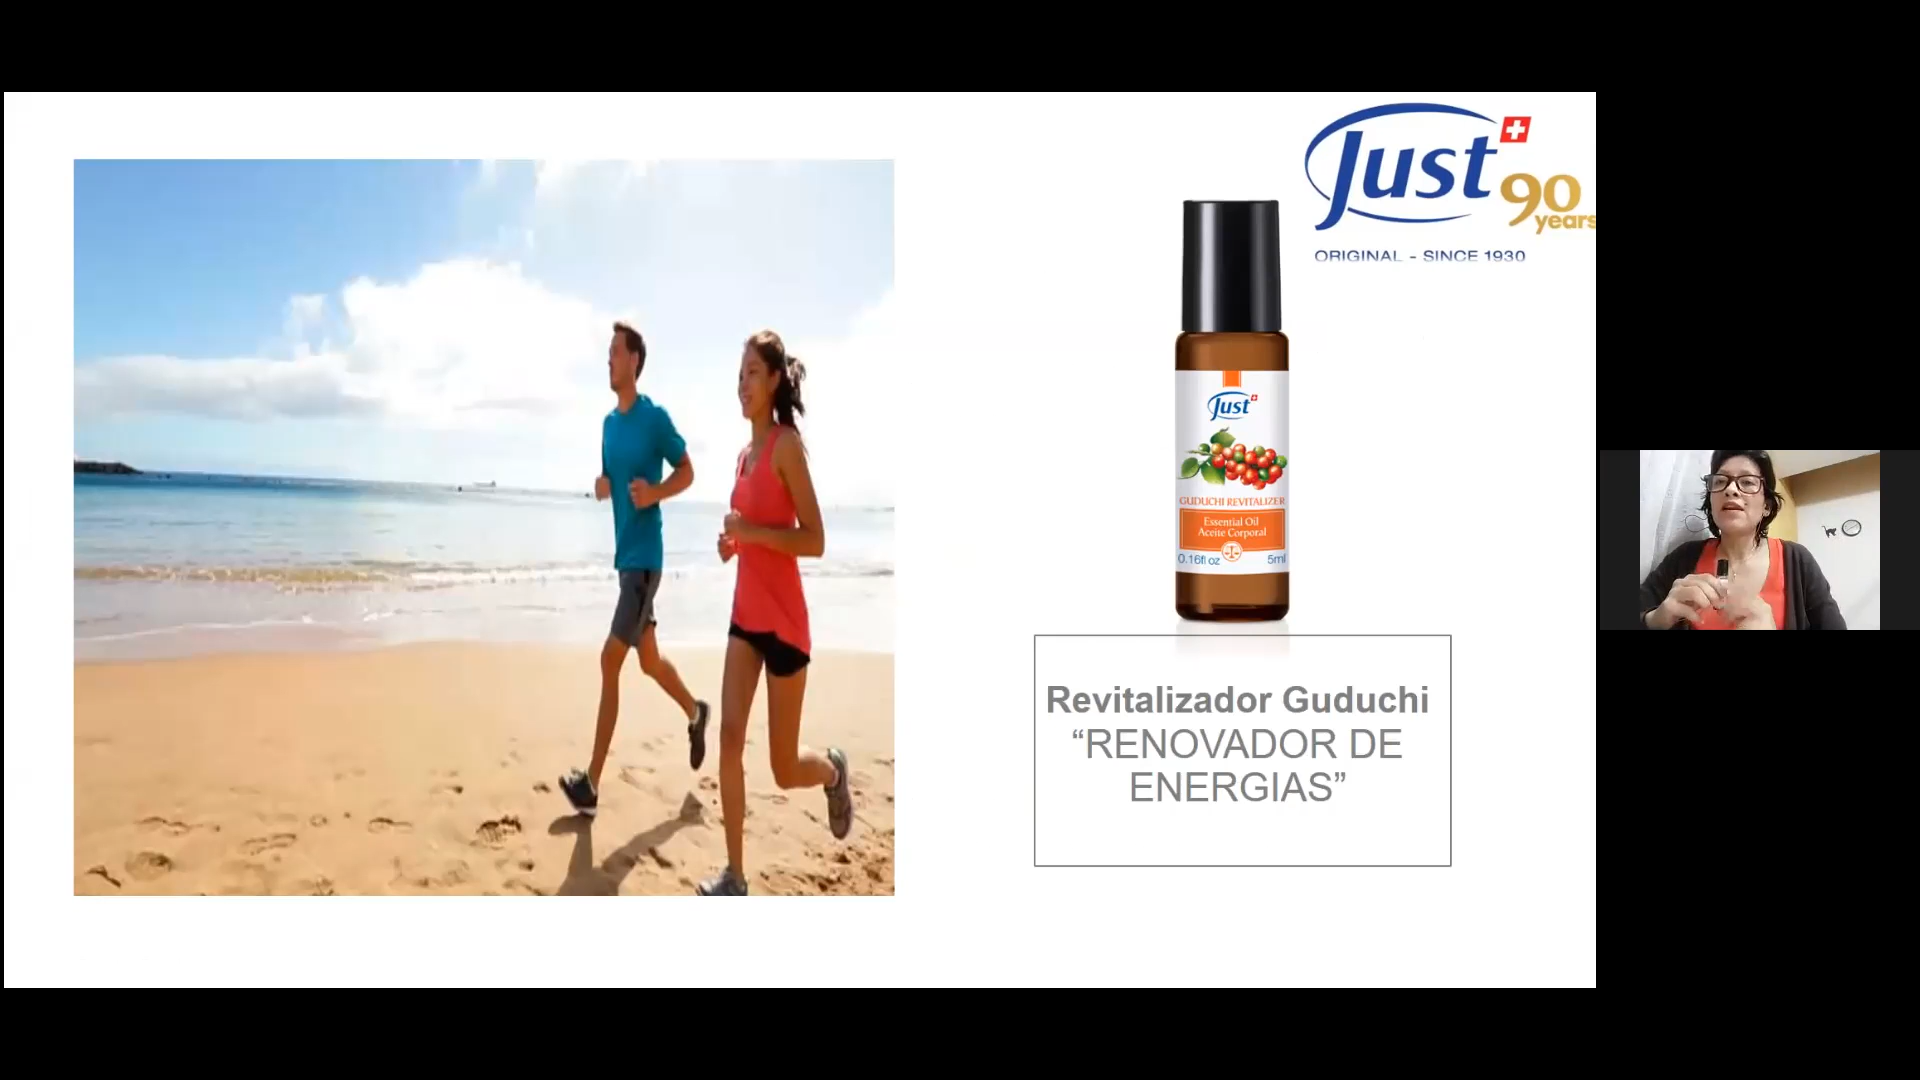 Just
90
years
ORIGINAL - SINCE 1930
Just
GUDUCHI REVITALIZER
Essential Oil
Aceite Corporal
0.16fl oz
5ml
Revitalizador Guduchi
“RENOVADOR DE
ENERGIAS”